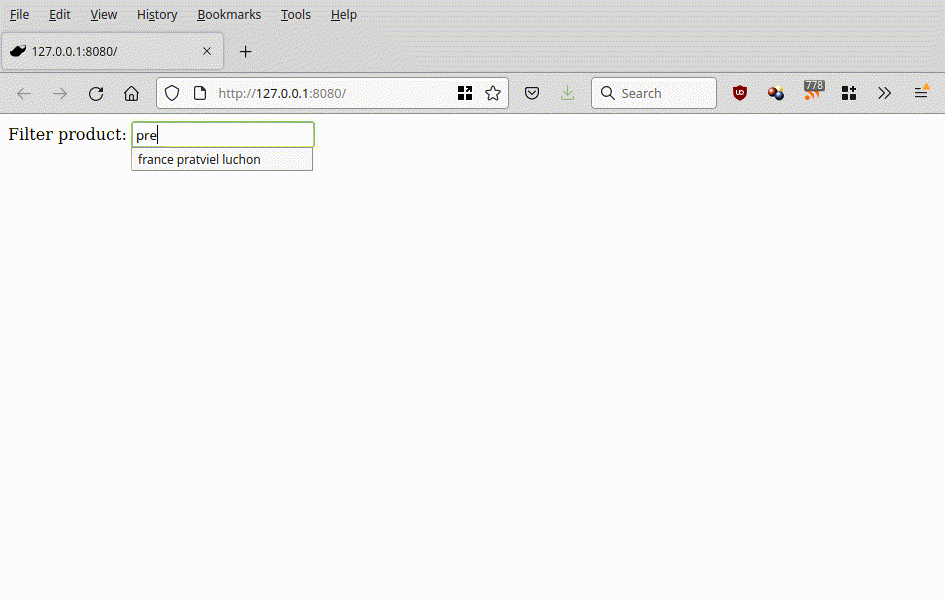 File Edit View History Bookmarks Tools Help
127.0.0.1:8080/
http://127.0.0.1:8080/
Search
778
Filter product: pre
france pratviel luchon